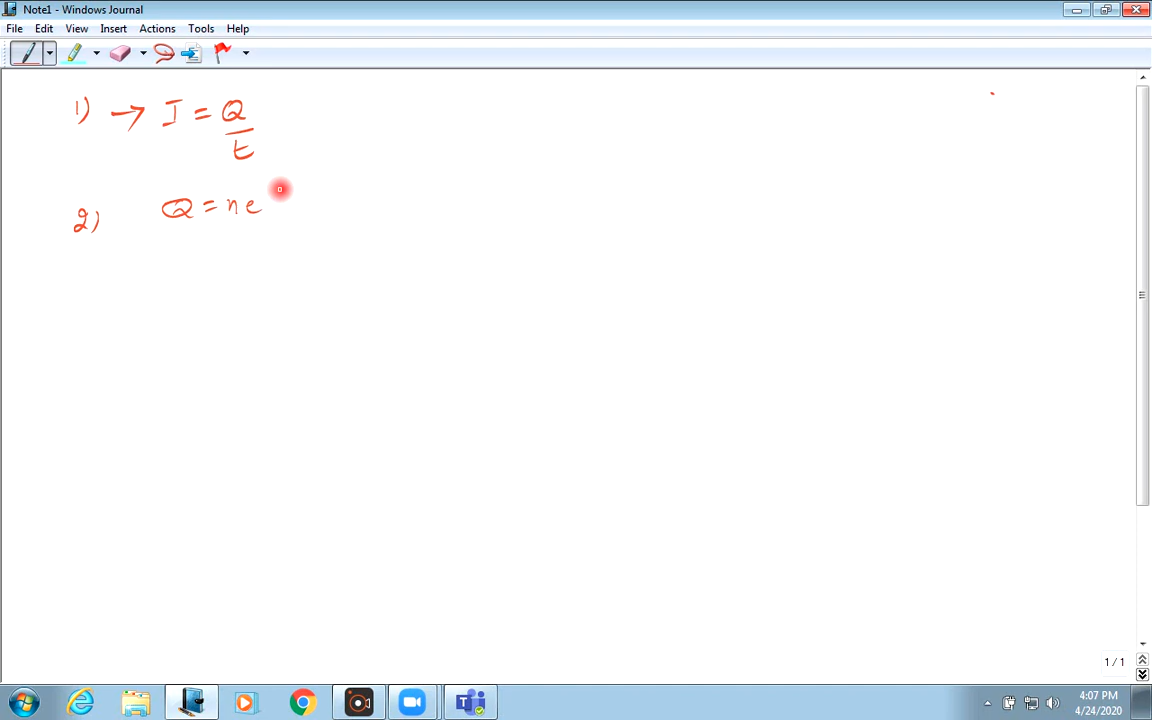 Note1 - Windows Journal
File Edit View Insert Actions Tools Help
1) → I = Q
t
2) Q = ne
1 / 1
4:07 PM
4/24/2020